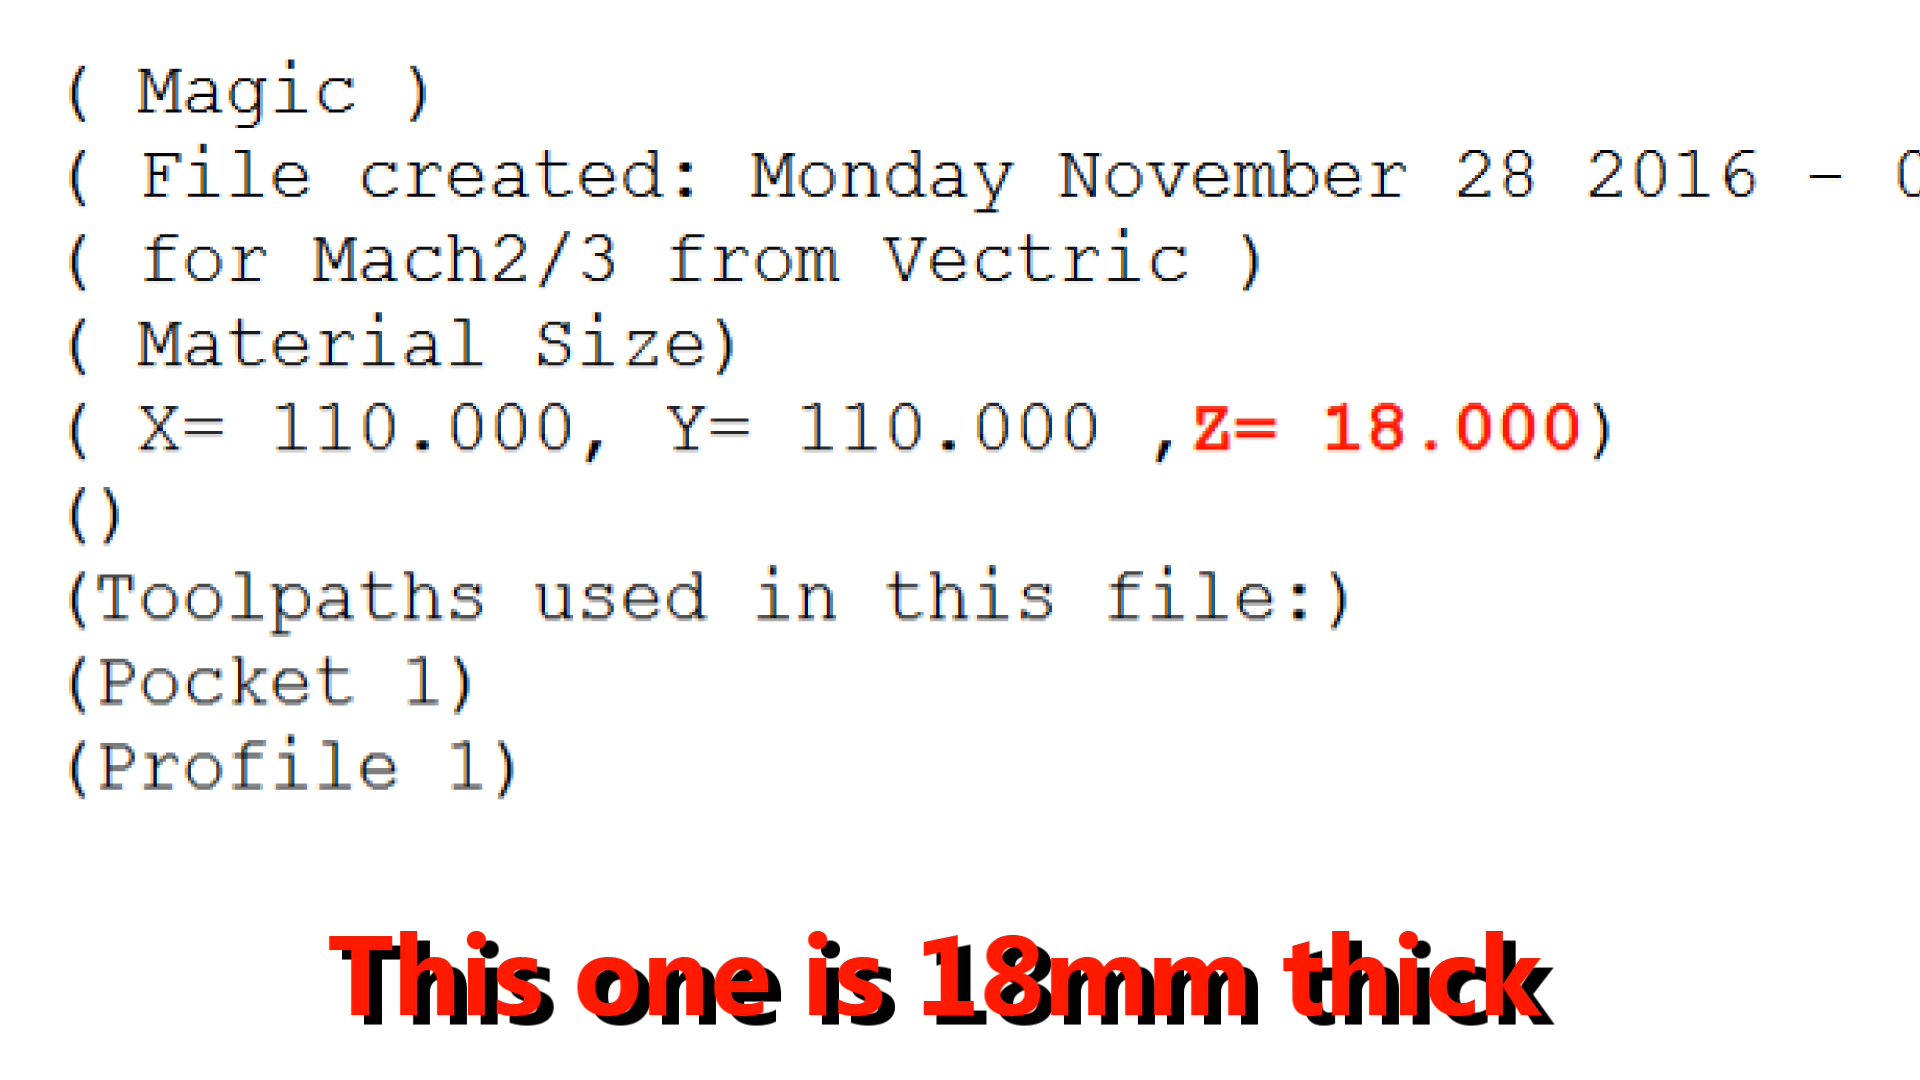 ( Magic )
( File created: Monday November 28 2016 -
( for Mach2/3 from Vectric )
( Material Size)
( X= 110.000, Y= 110.000 ,Z= 18.000)
()
(Toolpaths used in this file:)
(Pocket 1)
(Profile 1)
This one is 18mm thick